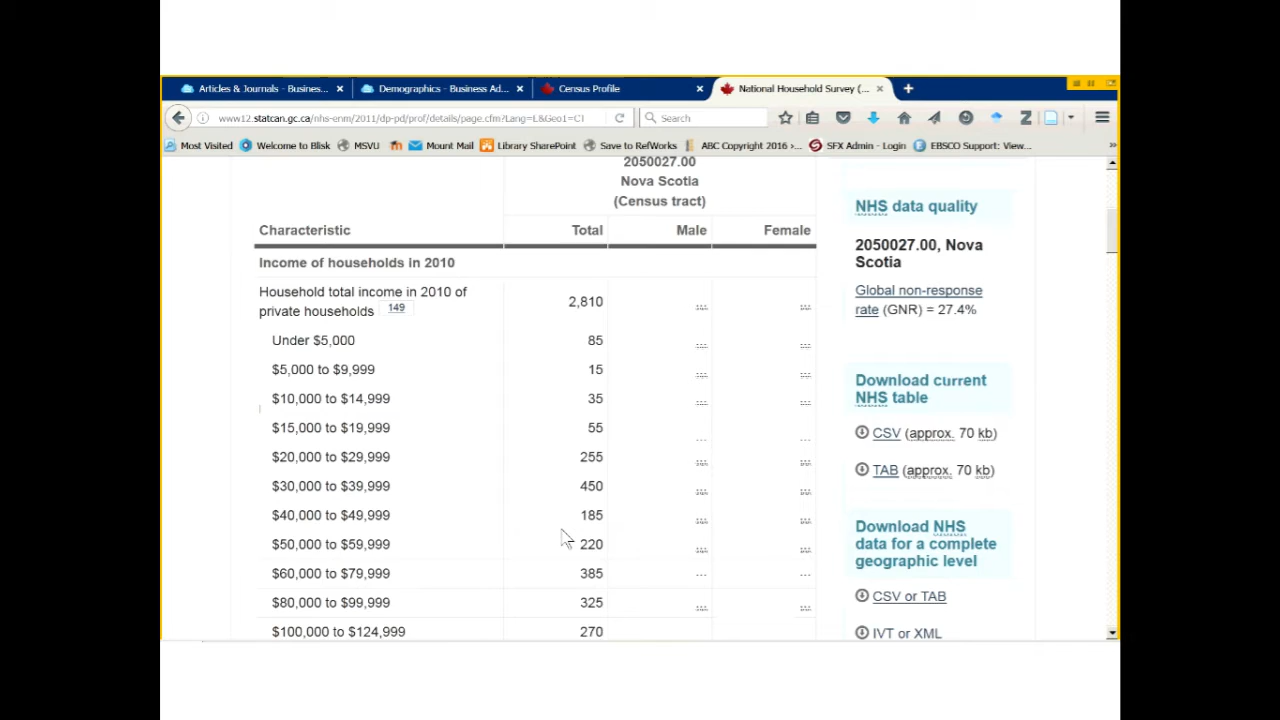 Articles & Journals - Busines...
Demographics - Business Ad...
Census Profile
National Household Survey (...
www12.statcan.gc.ca/nhs-enm/2011/dp-pd/prof/details/page.cfm?Lang=E&Geo1=CT
Search
Most Visited
Welcome to Blisk
MSVU
Mount Mail
Library SharePoint
Save to RefWorks
ABC Copyright 2016 ›...
SFX Admin - Login
EBSCO Support: View...
2050027.00
Nova Scotia
(Census tract)
Characteristic Total Male Female
Income of households in 2010
Household total income in 2010 of
private households 149 2,810 ... ...
Under $5,000 85 ... ...
$5,000 to $9,999 15 ... ...
$10,000 to $14,999 35 ... ...
$15,000 to $19,999 55 ... ...
$20,000 to $29,999 255 ... ...
$30,000 to $39,999 450 ... ...
$40,000 to $49,999 185 ... ...
$50,000 to $59,999 220 ... ...
$60,000 to $79,999 385 ... ...
$80,000 to $99,999 325 ... ...
$100,000 to $124,999 270
NHS data quality
2050027.00, Nova
Scotia
Global non-response
rate (GNR) = 27.4%
Download current
NHS table
CSV (approx. 70 kb)
TAB (approx. 70 kb)
Download NHS
data for a complete
geographic level
CSV or TAB
IVT or XML